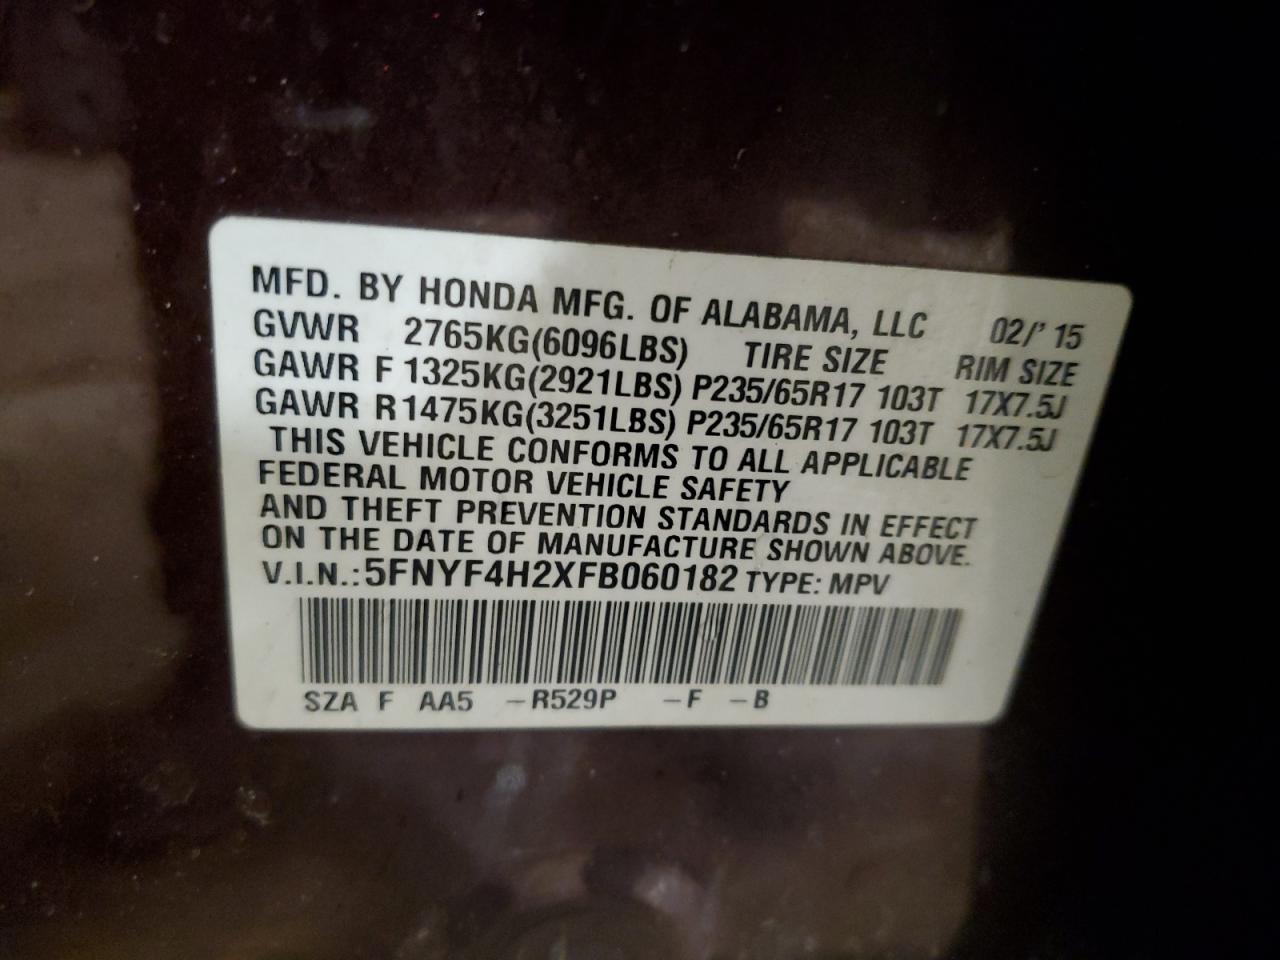 MFD. BY HONDA MFG. OF ALABAMA, LLC 02/' 15
GVWR 2765KG(6096LBS) TIRE SIZE RIM SIZE
GAWR F 1325KG(2921LBS) P235/65R17 103T 17X7.5J
GAWR R 1475KG(3251LBS) P235/65R17 103T 17X7.5J
THIS VEHICLE CONFORMS TO ALL APPLICABLE
FEDERAL MOTOR VEHICLE SAFETY
AND THEFT PREVENTION STANDARDS IN EFFECT
ON THE DATE OF MANUFACTURE SHOWN ABOVE.
V.I.N.: 5FNYF4H2XFB060182 TYPE: MPV
SZA F AA5 -R529P -F -B